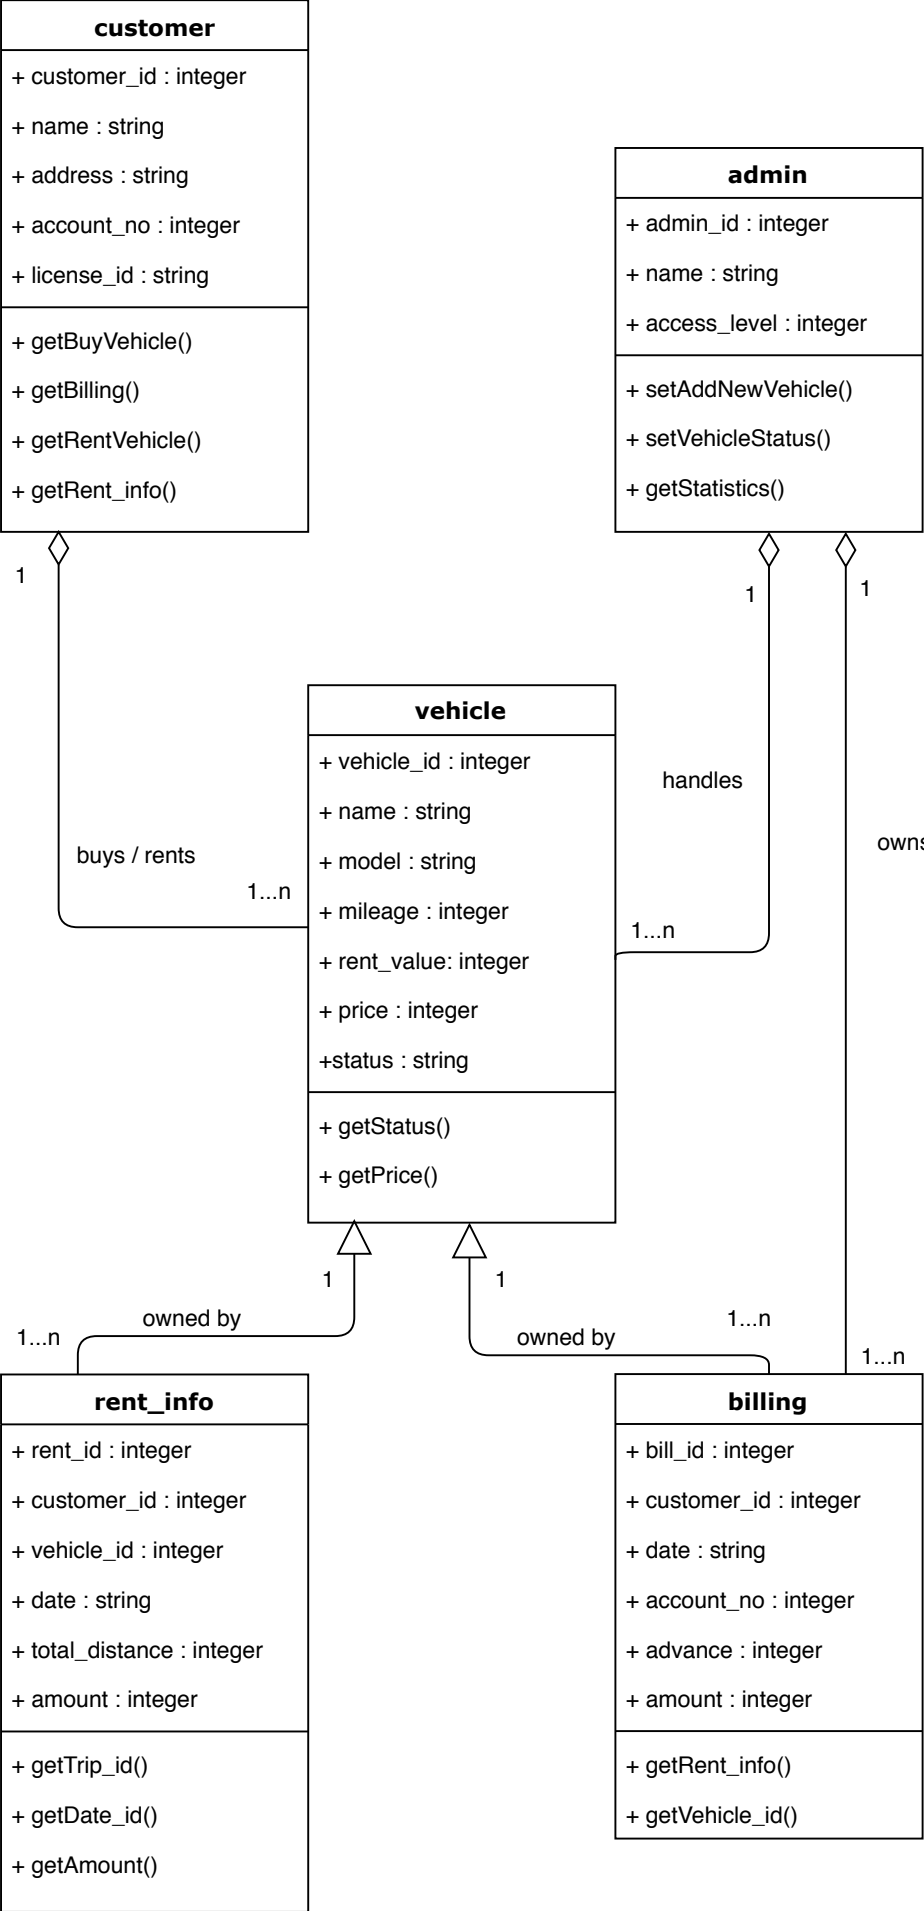 customer
+ customer_id : integer
+ name : string
+ address : string
+ account_no : integer
+ license_id : string
+ getBuyVehicle()
+ getBilling()
+ getRentVehicle()
+ getRent_info()
admin
+ admin_id : integer
+ name : string
+ access_level : integer
+ setAddNewVehicle()
+ setVehicleStatus()
+ getStatistics()
1
1
1
vehicle
+ vehicle_id : integer
+ name : string
+ model : string
+ mileage : integer
+ rent_value: integer
+ price : integer
+status : string
+ getStatus()
+ getPrice()
buys / rents
1...n
handles
1...n
owns
1
1
owned by
1...n
owned by
1...n
1...n
rent_info
+ rent_id : integer
+ customer_id : integer
+ vehicle_id : integer
+ date : string
+ total_distance : integer
+ amount : integer
+ getTrip_id()
+ getDate_id()
+ getAmount()
billing
+ bill_id : integer
+ customer_id : integer
+ date : string
+ account_no : integer
+ advance : integer
+ amount : integer
+ getRent_info()
+ getVehicle_id()